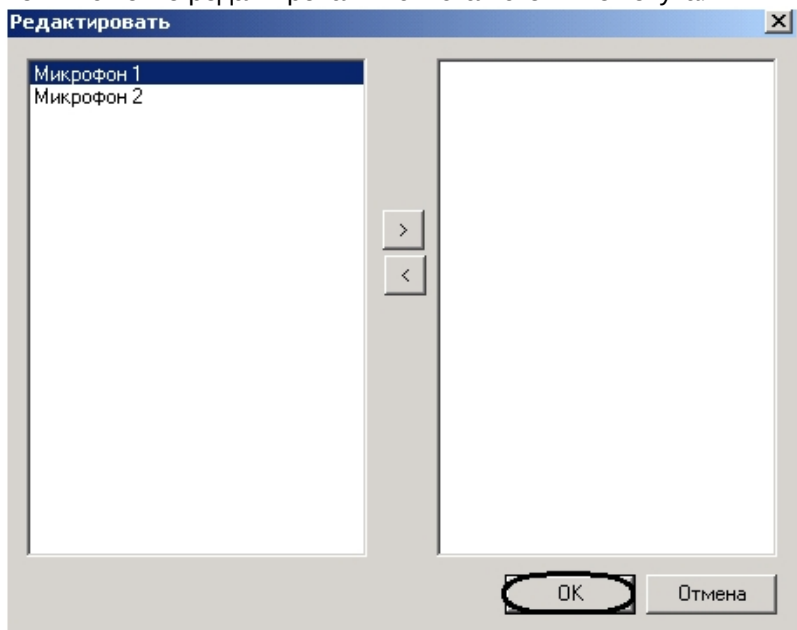 Редактировать
Микрофон 1
Микрофон 2
>
<
OK
Отмена